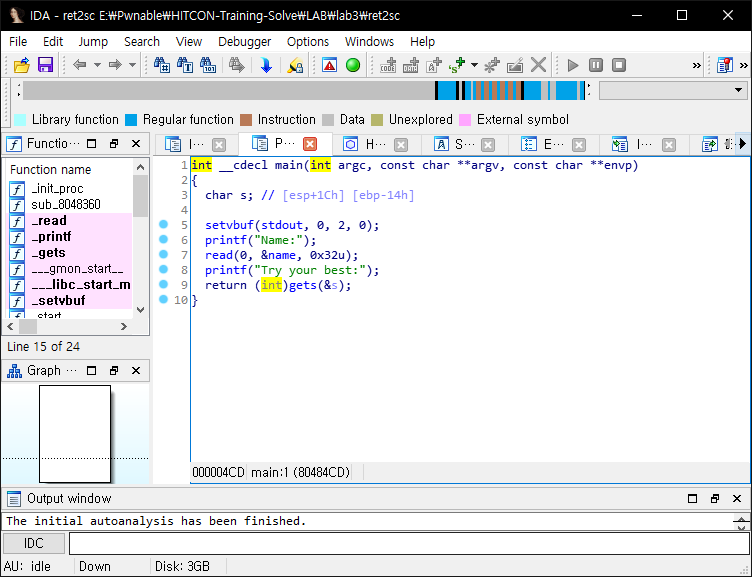 IDA - ret2sc E:₩Pwnable₩HITCON-Training-Solve₩LAB₩lab3₩ret2sc
File Edit Jump Search View Debugger Options Windows Help
Library function Regular function Instruction Data Unexplored External symbol
Functio··· I··· P··· H··· S··· E··· I···
Function name
_init_proc
sub_8048360
_read
_printf
_gets
___gmon_start__
___libc_start_m
_setvbuf
_start
Line 15 of 24
Graph ···
1 int __cdecl main(int argc, const char **argv, const char **envp)
2 {
3 char s; // [esp+1Ch] [ebp-14h]
4
5 setvbuf(stdout, 0, 2, 0);
6 printf("Name:");
7 read(0, &name, 0x32u);
8 printf("Try your best:");
9 return (int)gets(&s);
10 }
000004CD main:1 (80484CD)
Output window
The initial autoanalysis has been finished.
IDC
AU: idle Down Disk: 3GB